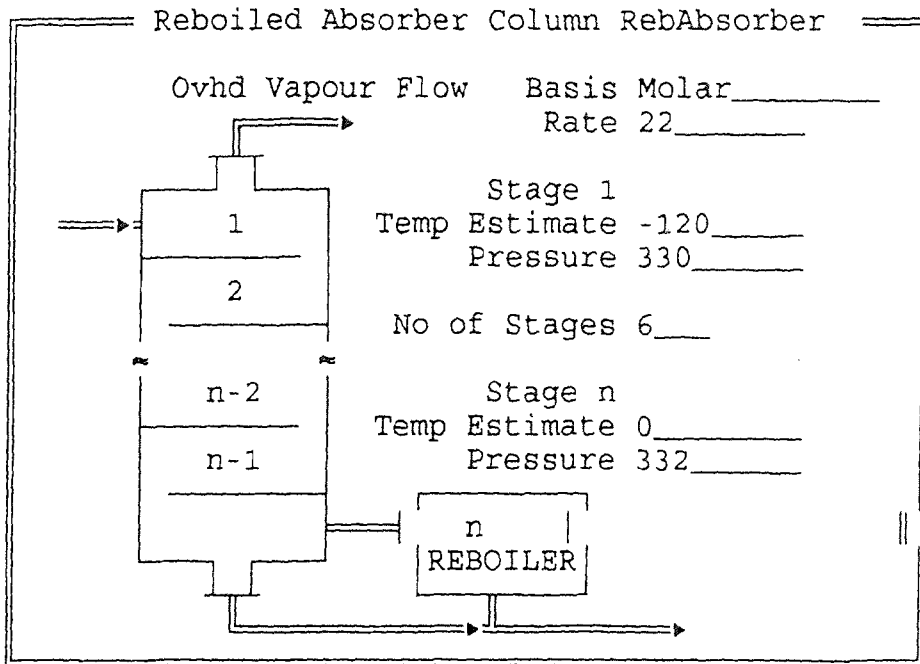 Reboiled Absorber Column RebAbsorber
Ovhd Vapour Flow Basis Molar
Rate 22
Stage 1
1 Temp Estimate -120
Pressure 330
2
No of Stages 6
n-2 Stage n
Temp Estimate 0
n-1 Pressure 332
n
REBOILER